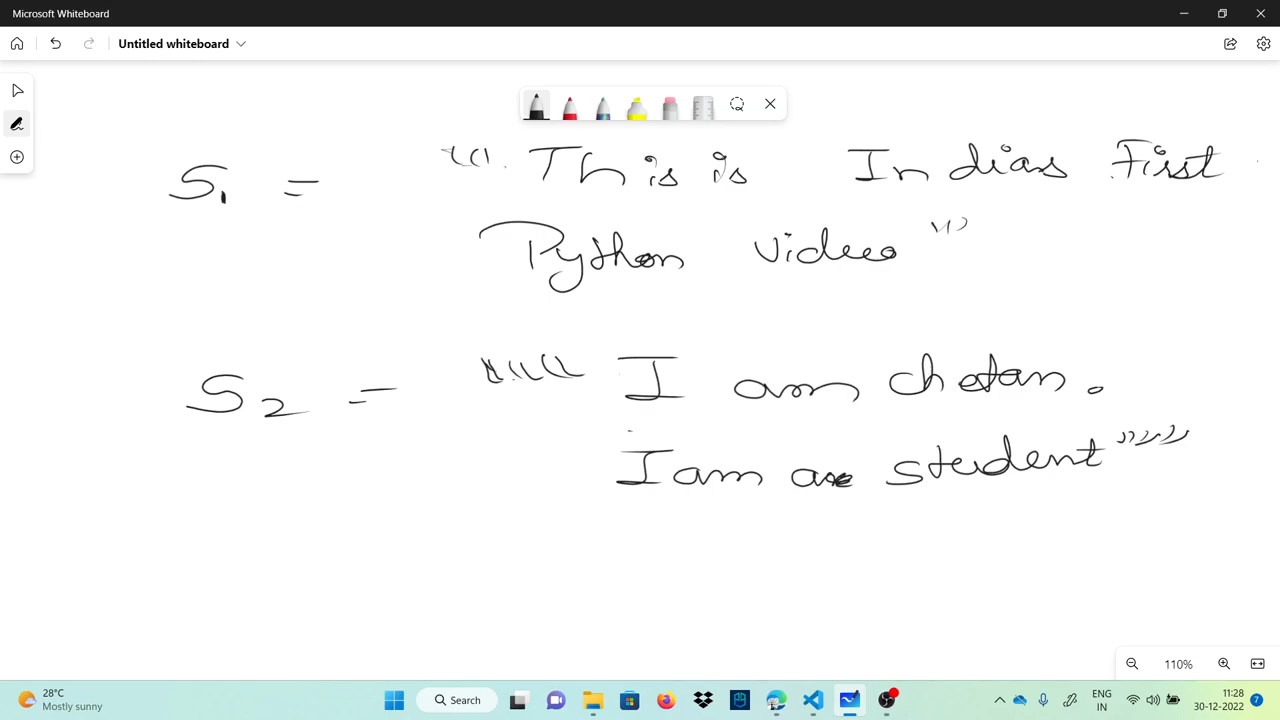 Microsoft Whiteboard
Untitled whiteboard
S1 = ''' This is Indias First
Python video '''
S2 = """ I am chetan.
I am a student """
110%
28°C
Mostly sunny
Search
ENG
IN
11:28
30-12-2022
7